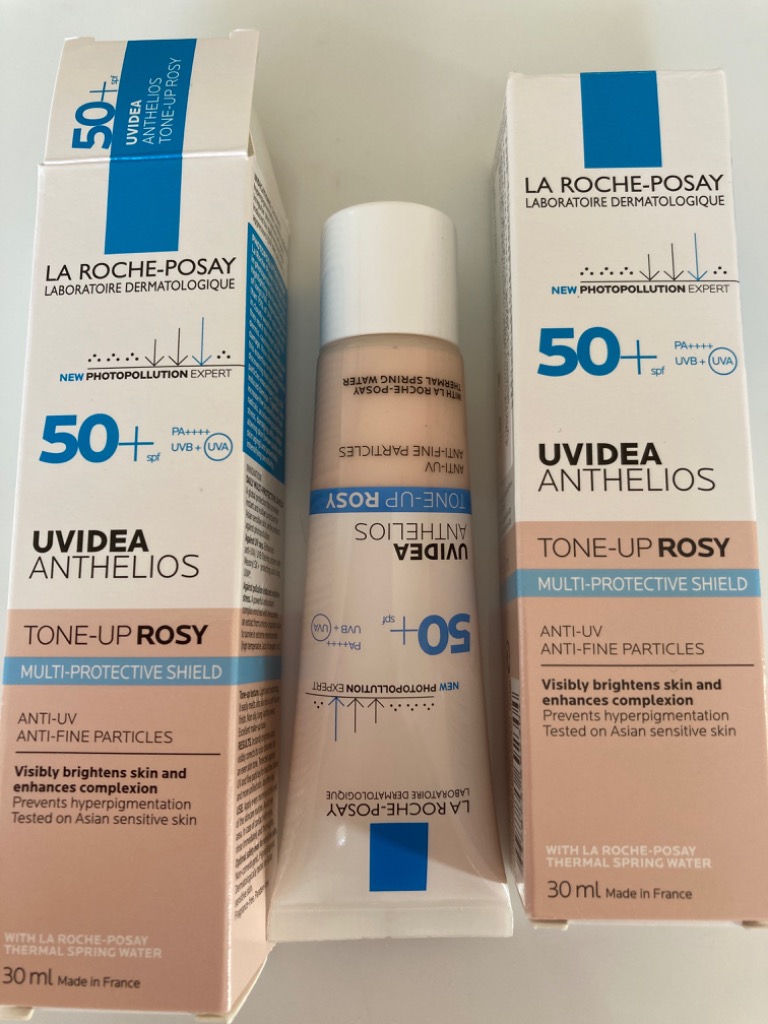 50+ spf
UVIDEA
ANTHELIOS
TONE-UP ROSY
LA ROCHE-POSAY
LABORATOIRE DERMATOLOGIQUE
NEW PHOTOPOLLUTION EXPERT
50+ spf
PA++++
UVB + UVA
UVIDEA
ANTHELIOS
TONE-UP ROSY
MULTI-PROTECTIVE SHIELD
ANTI-UV
ANTI-FINE PARTICLES
Visibly brightens skin and
enhances complexion
Prevents hyperpigmentation
Tested on Asian sensitive skin
WITH LA ROCHE-POSAY
THERMAL SPRING WATER
30 ml Made in France
LA ROCHE-POSAY
LABORATOIRE DERMATOLOGIQUE
NEW PHOTOPOLLUTION EXPERT
50+ spf
PA++++
UVB + UVA
UVIDEA
ANTHELIOS
TONE-UP ROSY
ANTI-UV
ANTI-FINE PARTICLES
WITH LA ROCHE-POSAY
THERMAL SPRING WATER
LA ROCHE-POSAY
LABORATOIRE DERMATOLOGIQUE
NEW PHOTOPOLLUTION EXPERT
50+ spf
PA++++
UVB + UVA
UVIDEA
ANTHELIOS
TONE-UP ROSY
MULTI-PROTECTIVE SHIELD
ANTI-UV
ANTI-FINE PARTICLES
Visibly brightens skin and
enhances complexion
Prevents hyperpigmentation
Tested on Asian sensitive skin
WITH LA ROCHE-POSAY
THERMAL SPRING WATER
30 ml Made in France